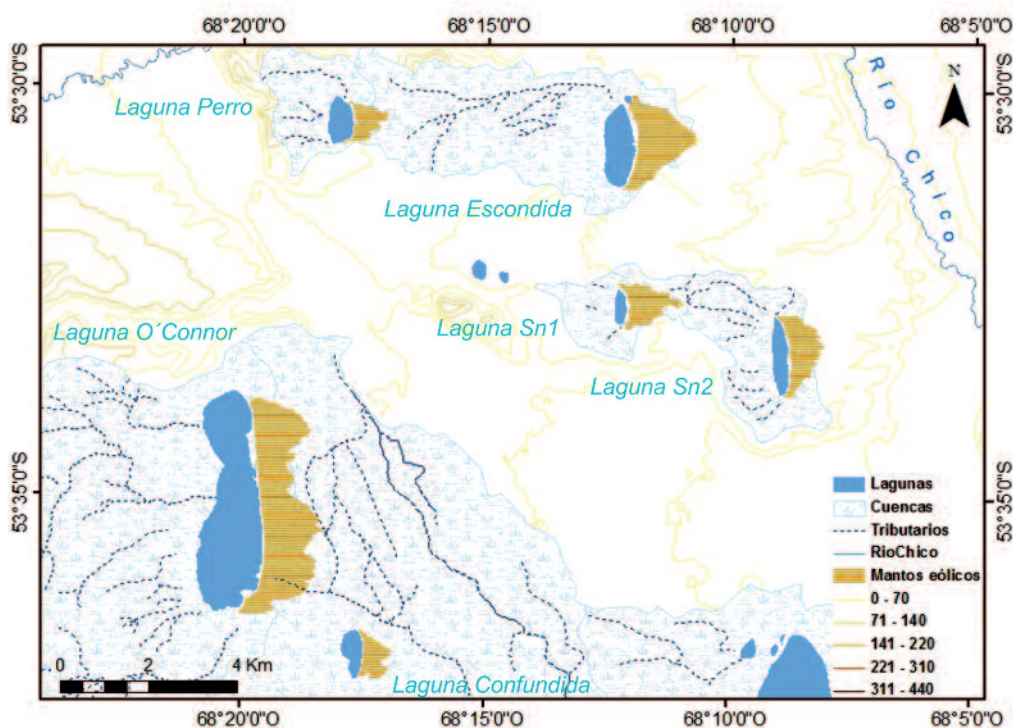 68°20'0"O 68°15'0"O 68°10'0"O 68°5'0"O
53°30'0"S
53°30'0"S
N
Río Chico
Laguna Perro
Laguna Escondida
Laguna Sn1
Laguna O´Connor
Laguna Sn2
53°35'0"S
53°35'0"S
Lagunas
Cuencas
Tributarios
RioChico
Mantos eólicos
0 - 70
71 - 140
141 - 220
221 - 310
311 - 440
0 2 4 Km
Laguna Confundida
68°20'0"O 68°15'0"O 68°10'0"O 68°5'0"O